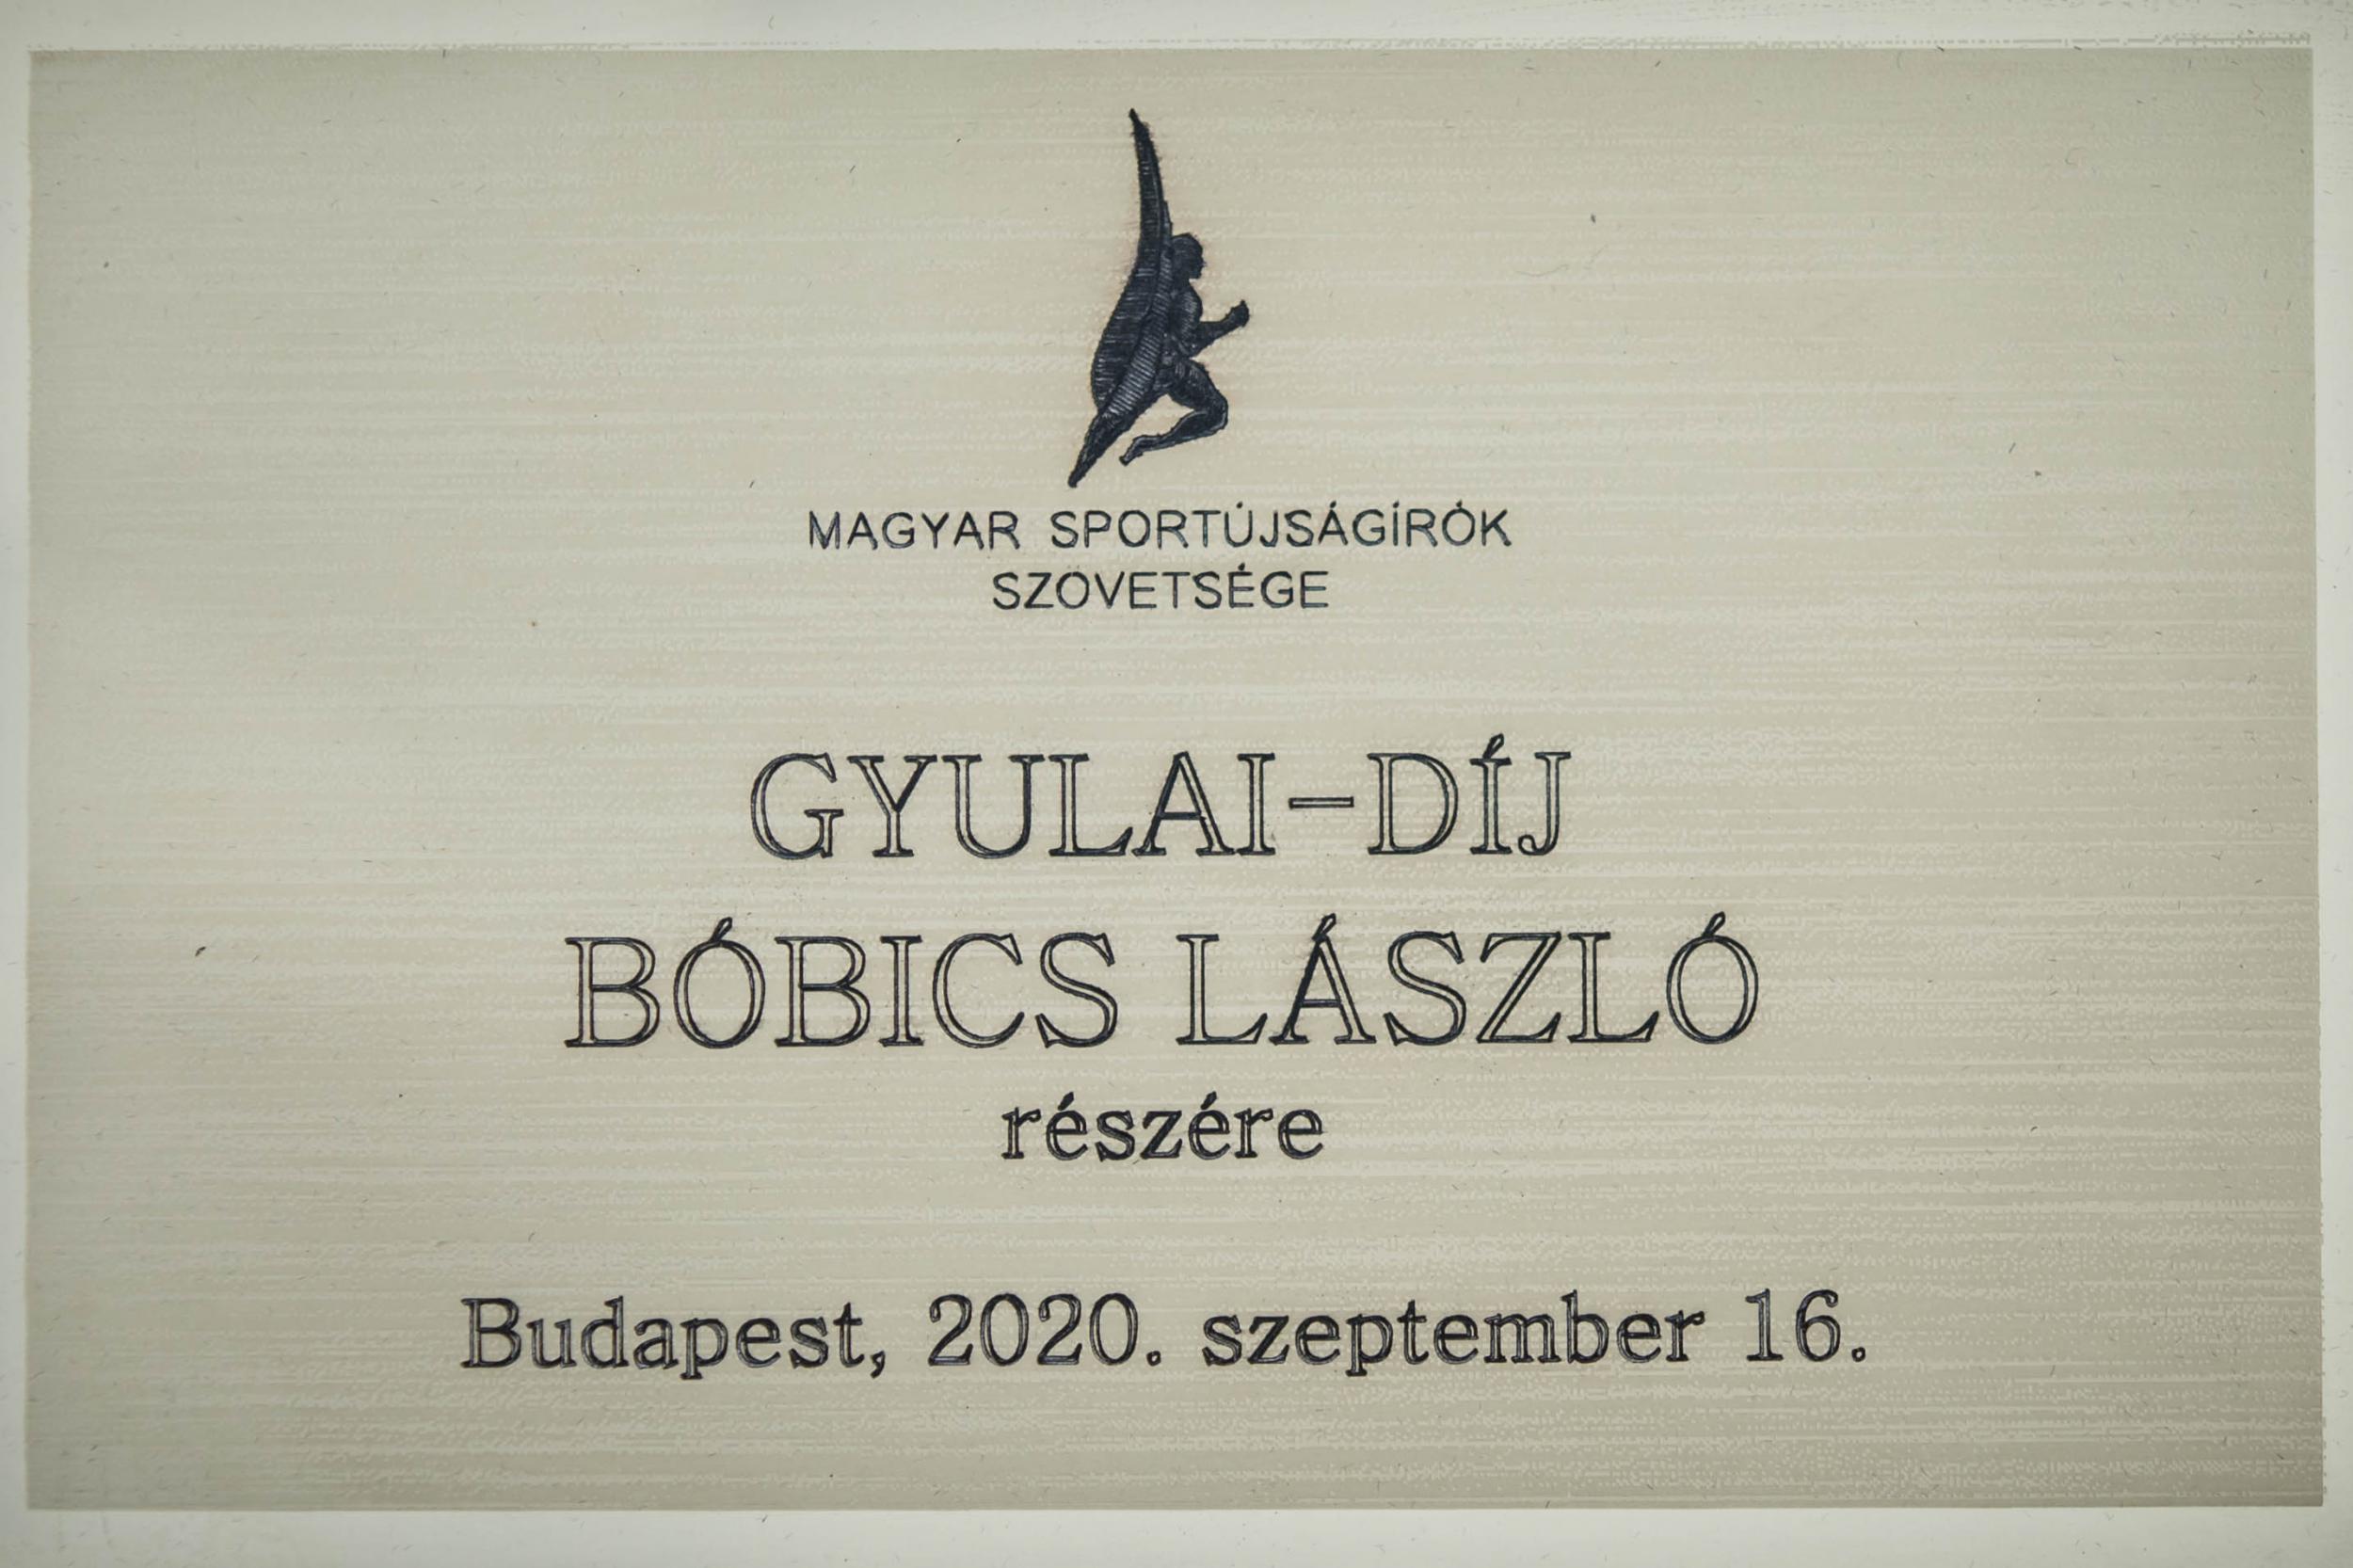 MAGYAR SPORTÚJSÁGÍRÓK
SZÖVETSÉGE
GYULAI-DÍJ
BÓBICS LÁSZLÓ
részére
Budapest, 2020. szeptember 16.